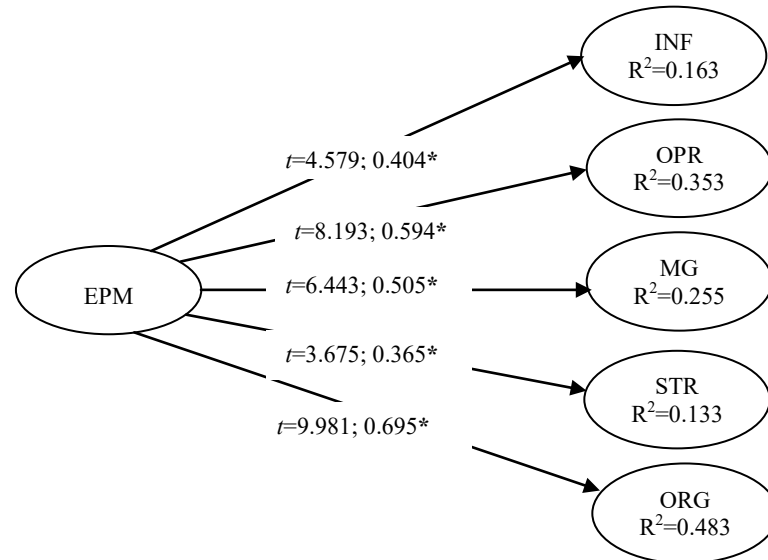 INF
R²=0.163
t=4.579; 0.404*
OPR
R²=0.353
t=8.193; 0.594*
EPM
t=6.443; 0.505*
MG
R²=0.255
t=3.675; 0.365*
STR
R²=0.133
t=9.981; 0.695*
ORG
R²=0.483